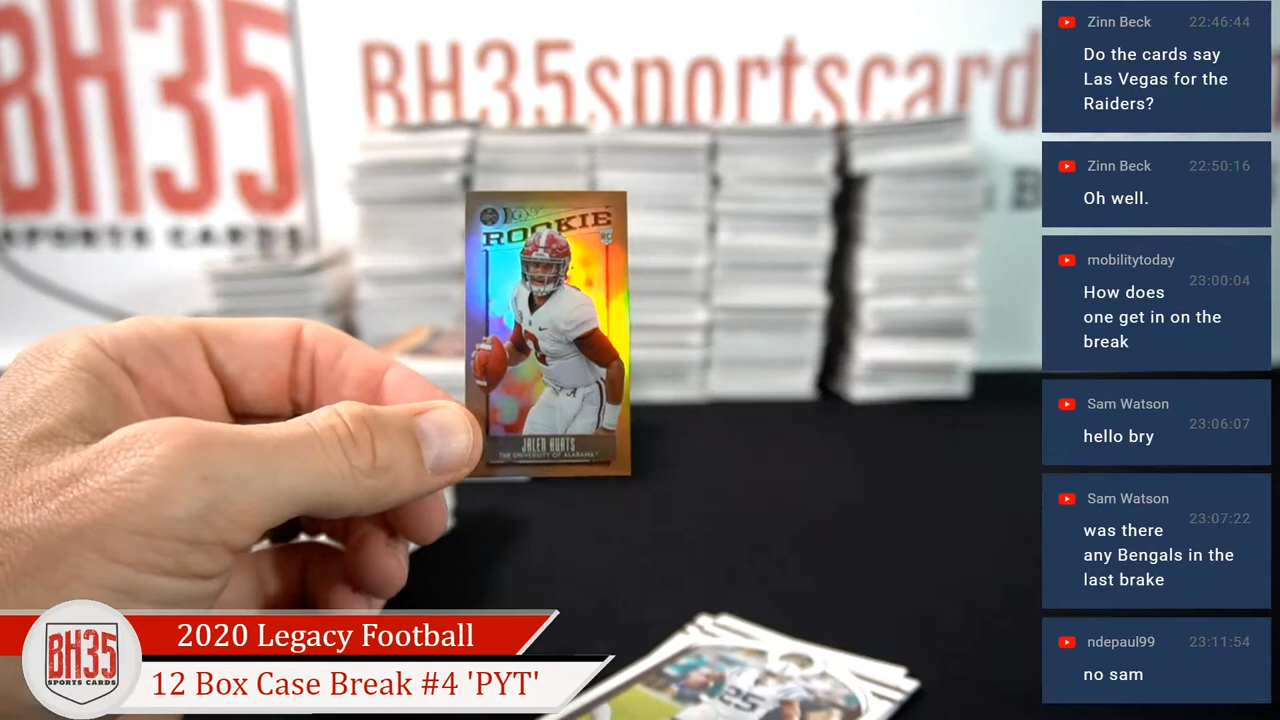 BH35
SPORTS CARDS
BH35sportscard
B
ROOKIE
RC
2
A
JALEN HURTS
THE UNIVERSITY OF ALABAMA
25
2020 Legacy Football
12 Box Case Break #4 'PYT'
BH35
SPORTS CARDS
Zinn Beck 22:46:44
Do the cards say
Las Vegas for the
Raiders?
Zinn Beck 22:50:16
Oh well.
mobilitytoday
23:00:04
How does
one get in on the
break
Sam Watson
23:06:07
hello bry
Sam Watson
23:07:22
was there
any Bengals in the
last brake
ndepaul99 23:11:54
no sam